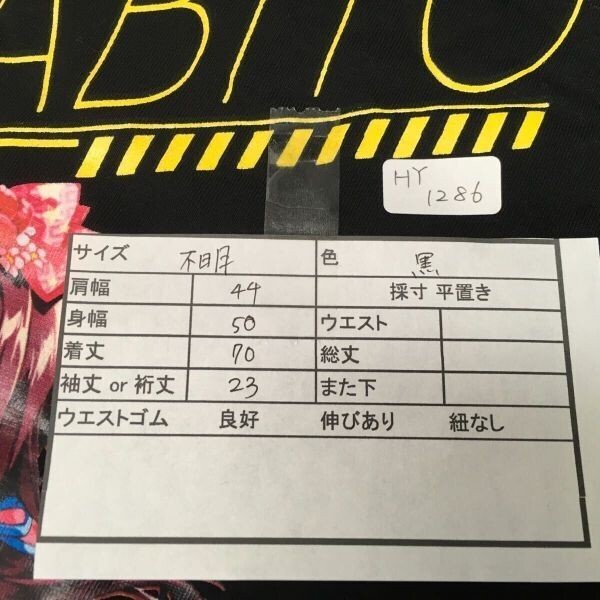 ABITO
HY
1286
サイズ 不明 色 黒
肩幅 44 採寸 平置き
身幅 50 ウエスト
着丈 70 総丈
袖丈 or 裄丈 23 また下
ウエストゴム 良好 伸びあり 紐なし